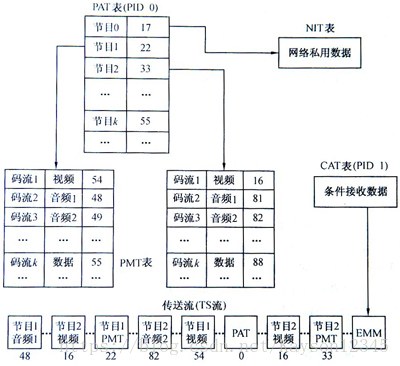 PAT表(PID 0)
节目0 17
节目1 22
节目2 33
... ...
节目k 55
NIT表
网络私用数据
CAT表(PID 1)
条件接收数据
码流1 视频 54
码流2 音频1 48
码流3 音频2 49
... ... ...
码流k 数据 55
PMT表
码流1 视频 16
码流2 音频1 81
码流3 音频2 82
... ... ...
码流k 数据 88
传送流(TS流)
节目1 音频1
节目2 视频
节目1 PMT
节目2 音频2
节目1 视频
PAT
节目2 视频
节目2 PMT
EMM
48 16 22 82 54 0 16 33